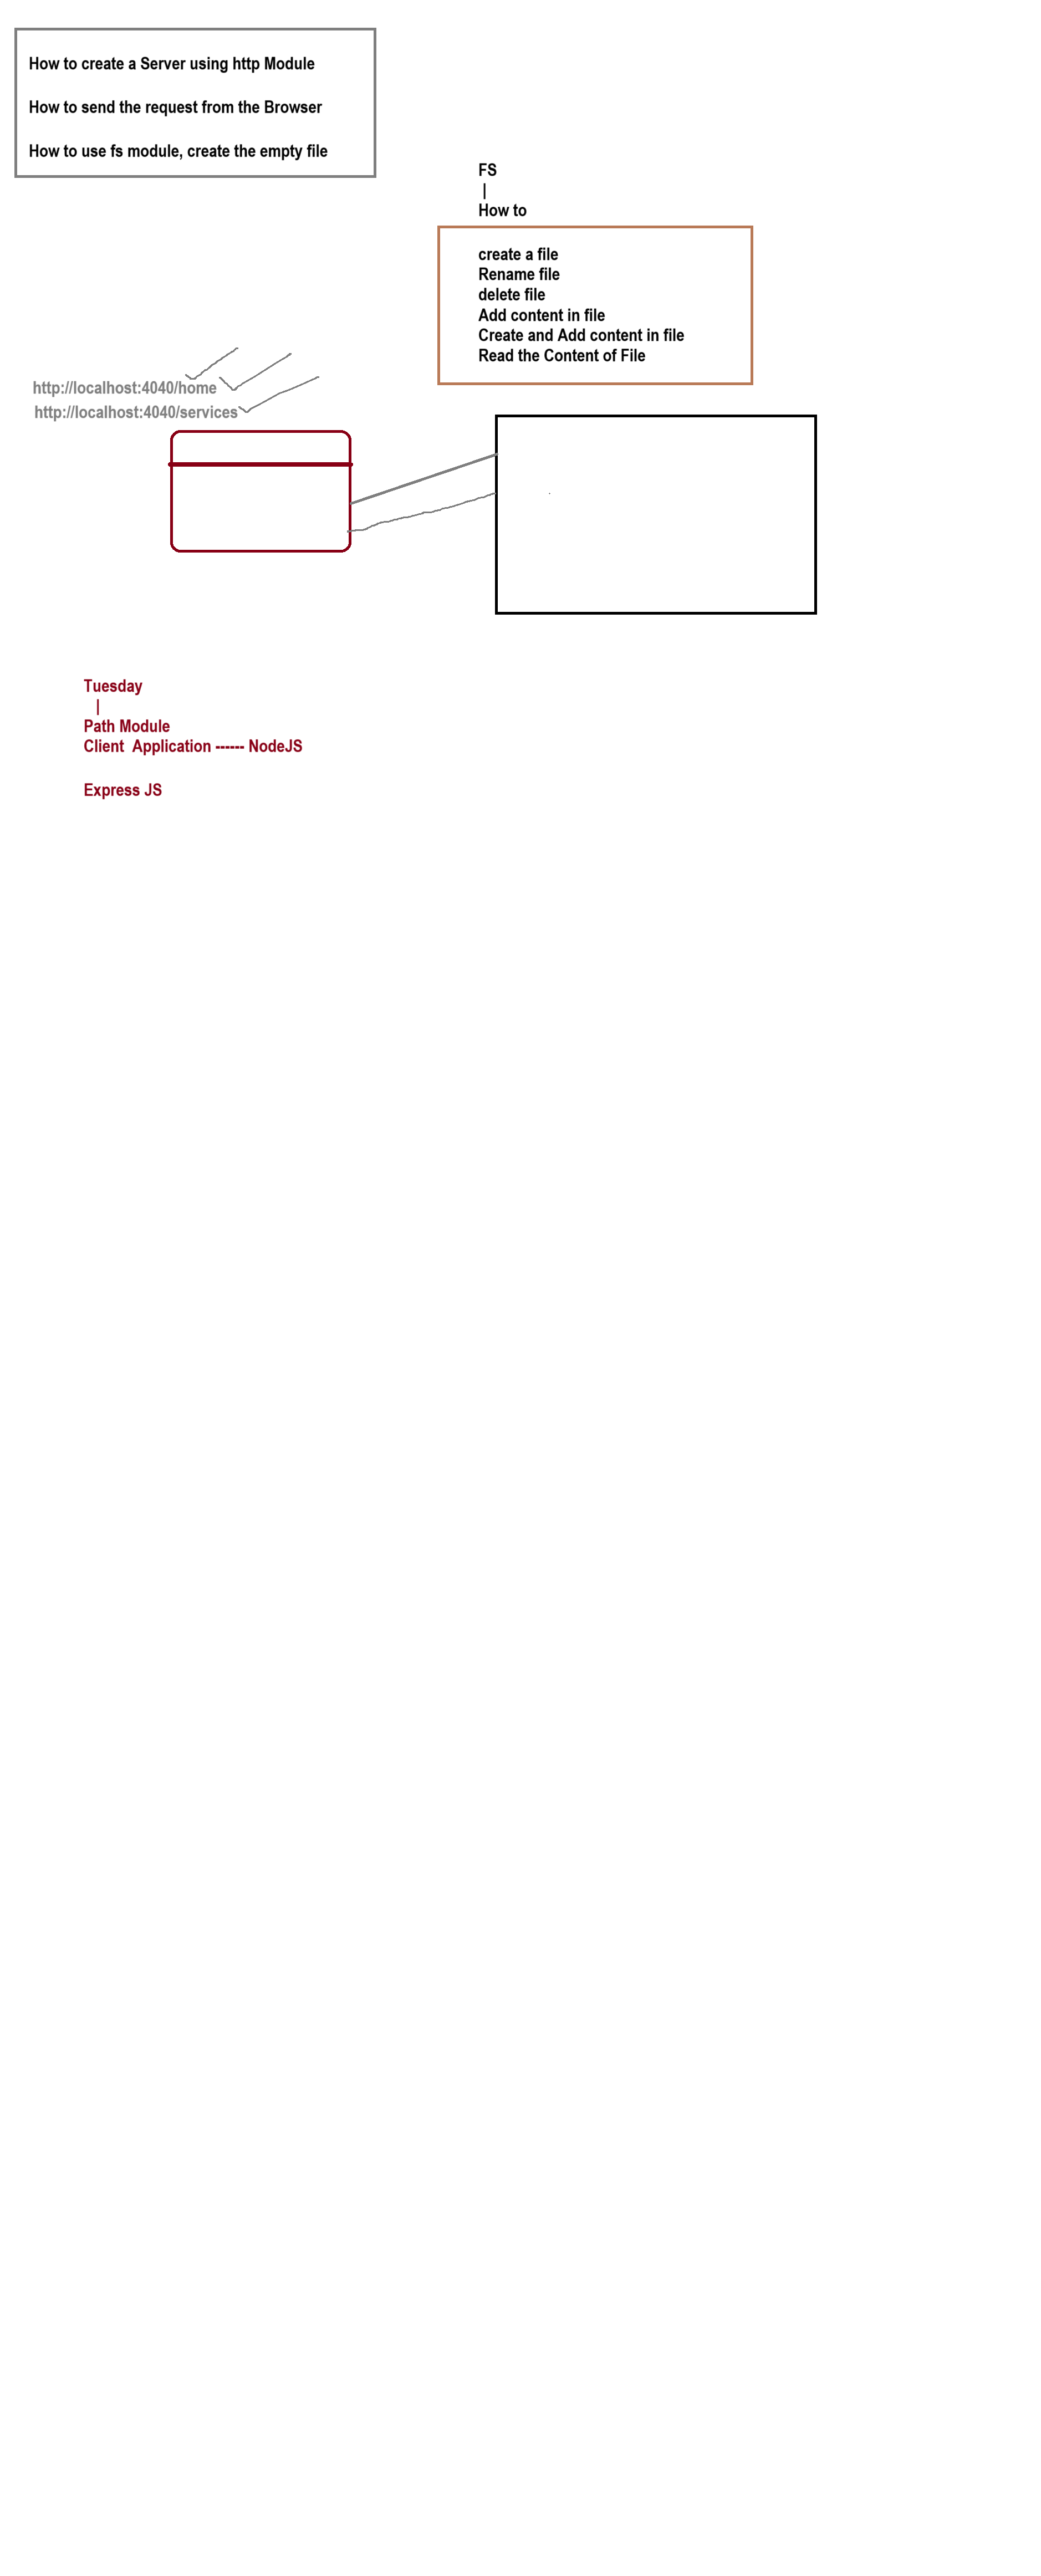 How to create a Server using http Module
How to send the request from the Browser
How to use fs module, create the empty file
FS
|
How to
create a file
Rename file
delete file
Add content in file
Create and Add content in file
Read the Content of File
http://localhost:4040/home
http://localhost:4040/services
Tuesday
|
Path Module
Client  Application ------ NodeJS
Express JS